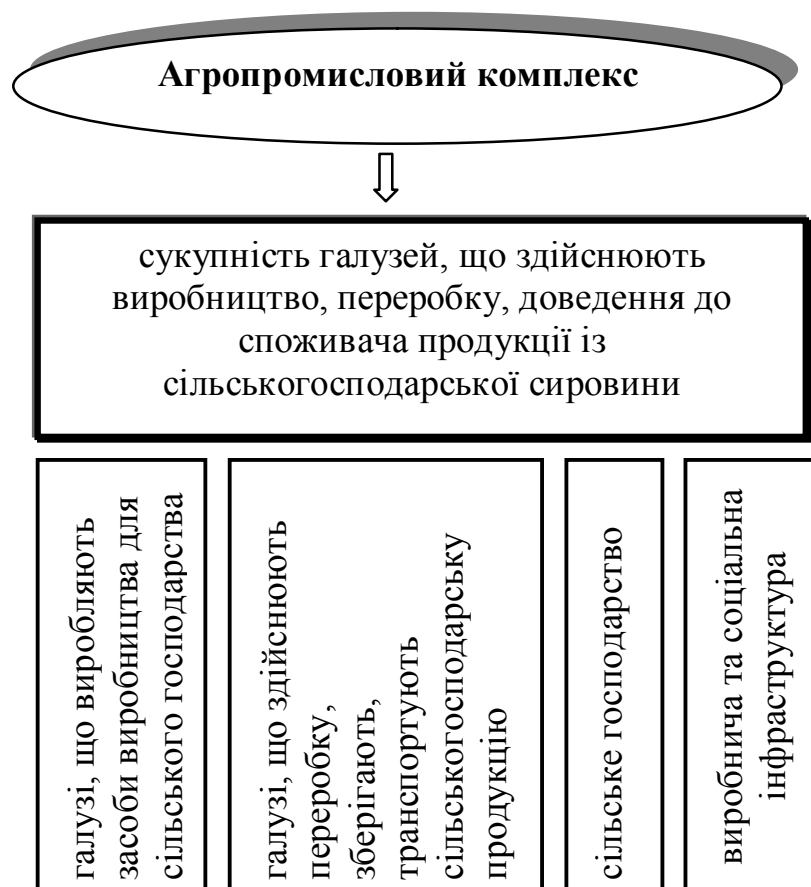 Агропромисловий комплекс
сукупність галузей, що здійснюють
виробництво, переробку, доведення до
споживача продукції із
сільськогосподарської сировини
галузі, що виробляють
засоби виробництва для
сільського господарства
галузі, що здійснюють
переробку,
зберігають,
транспортують
сільськогосподарську
продукцію
сільське господарство
виробнича та соціальна
інфраструктура